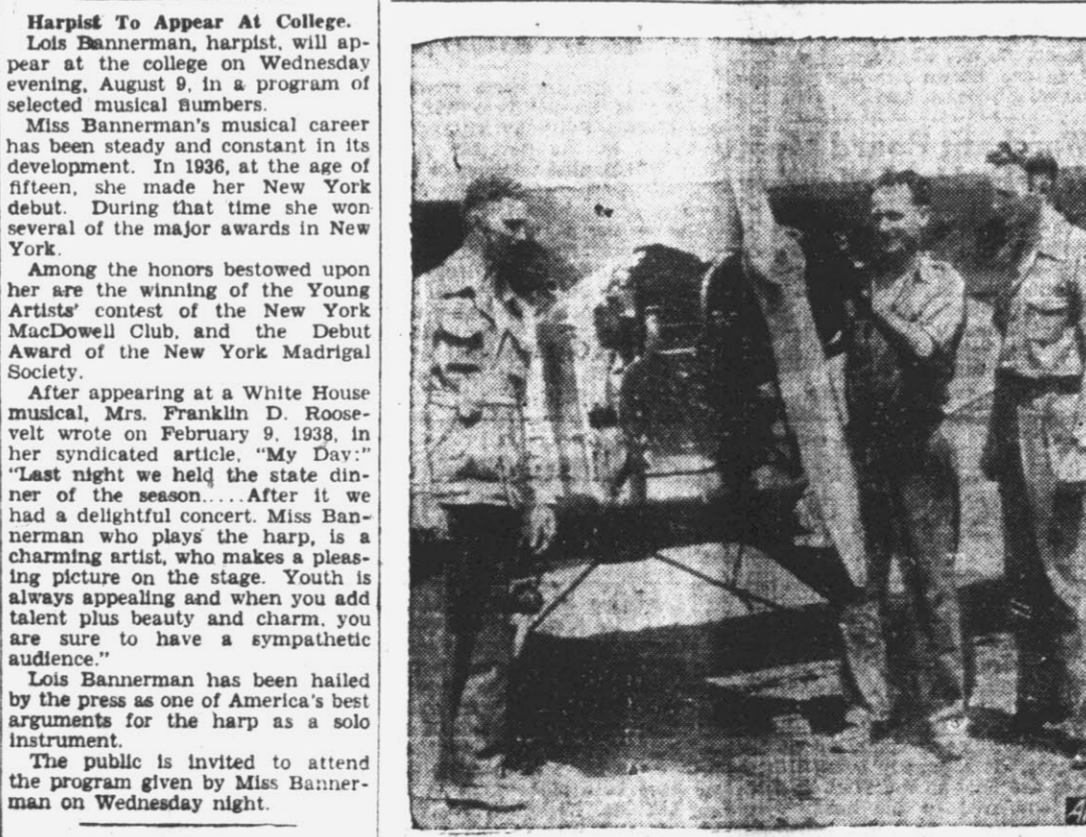 Harpist To Appear At College.
Lois Bannerman, harpist, will ap-
pear at the college on Wednesday
evening, August 9, in a program of
selected musical numbers.
Miss Bannerman's musical career
has been steady and constant in its
development. In 1936, at the age of
fifteen, she made her New York
debut. During that time she won
several of the major awards in New
York.
Among the honors bestowed upon
her are the winning of the Young
Artists' contest of the New York
MacDowell Club, and the Debut
Award of the New York Madrigal
Society.
After appearing at a White House
musical, Mrs. Franklin D. Roose-
velt wrote on February 9, 1938, in
her syndicated article, "My Day:"
"Last night we held the state din-
ner of the season.....After it we
had a delightful concert. Miss Ban-
nerman who plays the harp, is a
charming artist, who makes a pleas-
ing picture on the stage. Youth is
always appealing and when you add
talent plus beauty and charm, you
are sure to have a sympathetic
audience."
Lois Bannerman has been hailed
by the press as one of America's best
arguments for the harp as a solo
instrument.
The public is invited to attend
the program given by Miss Banner-
man on Wednesday night.